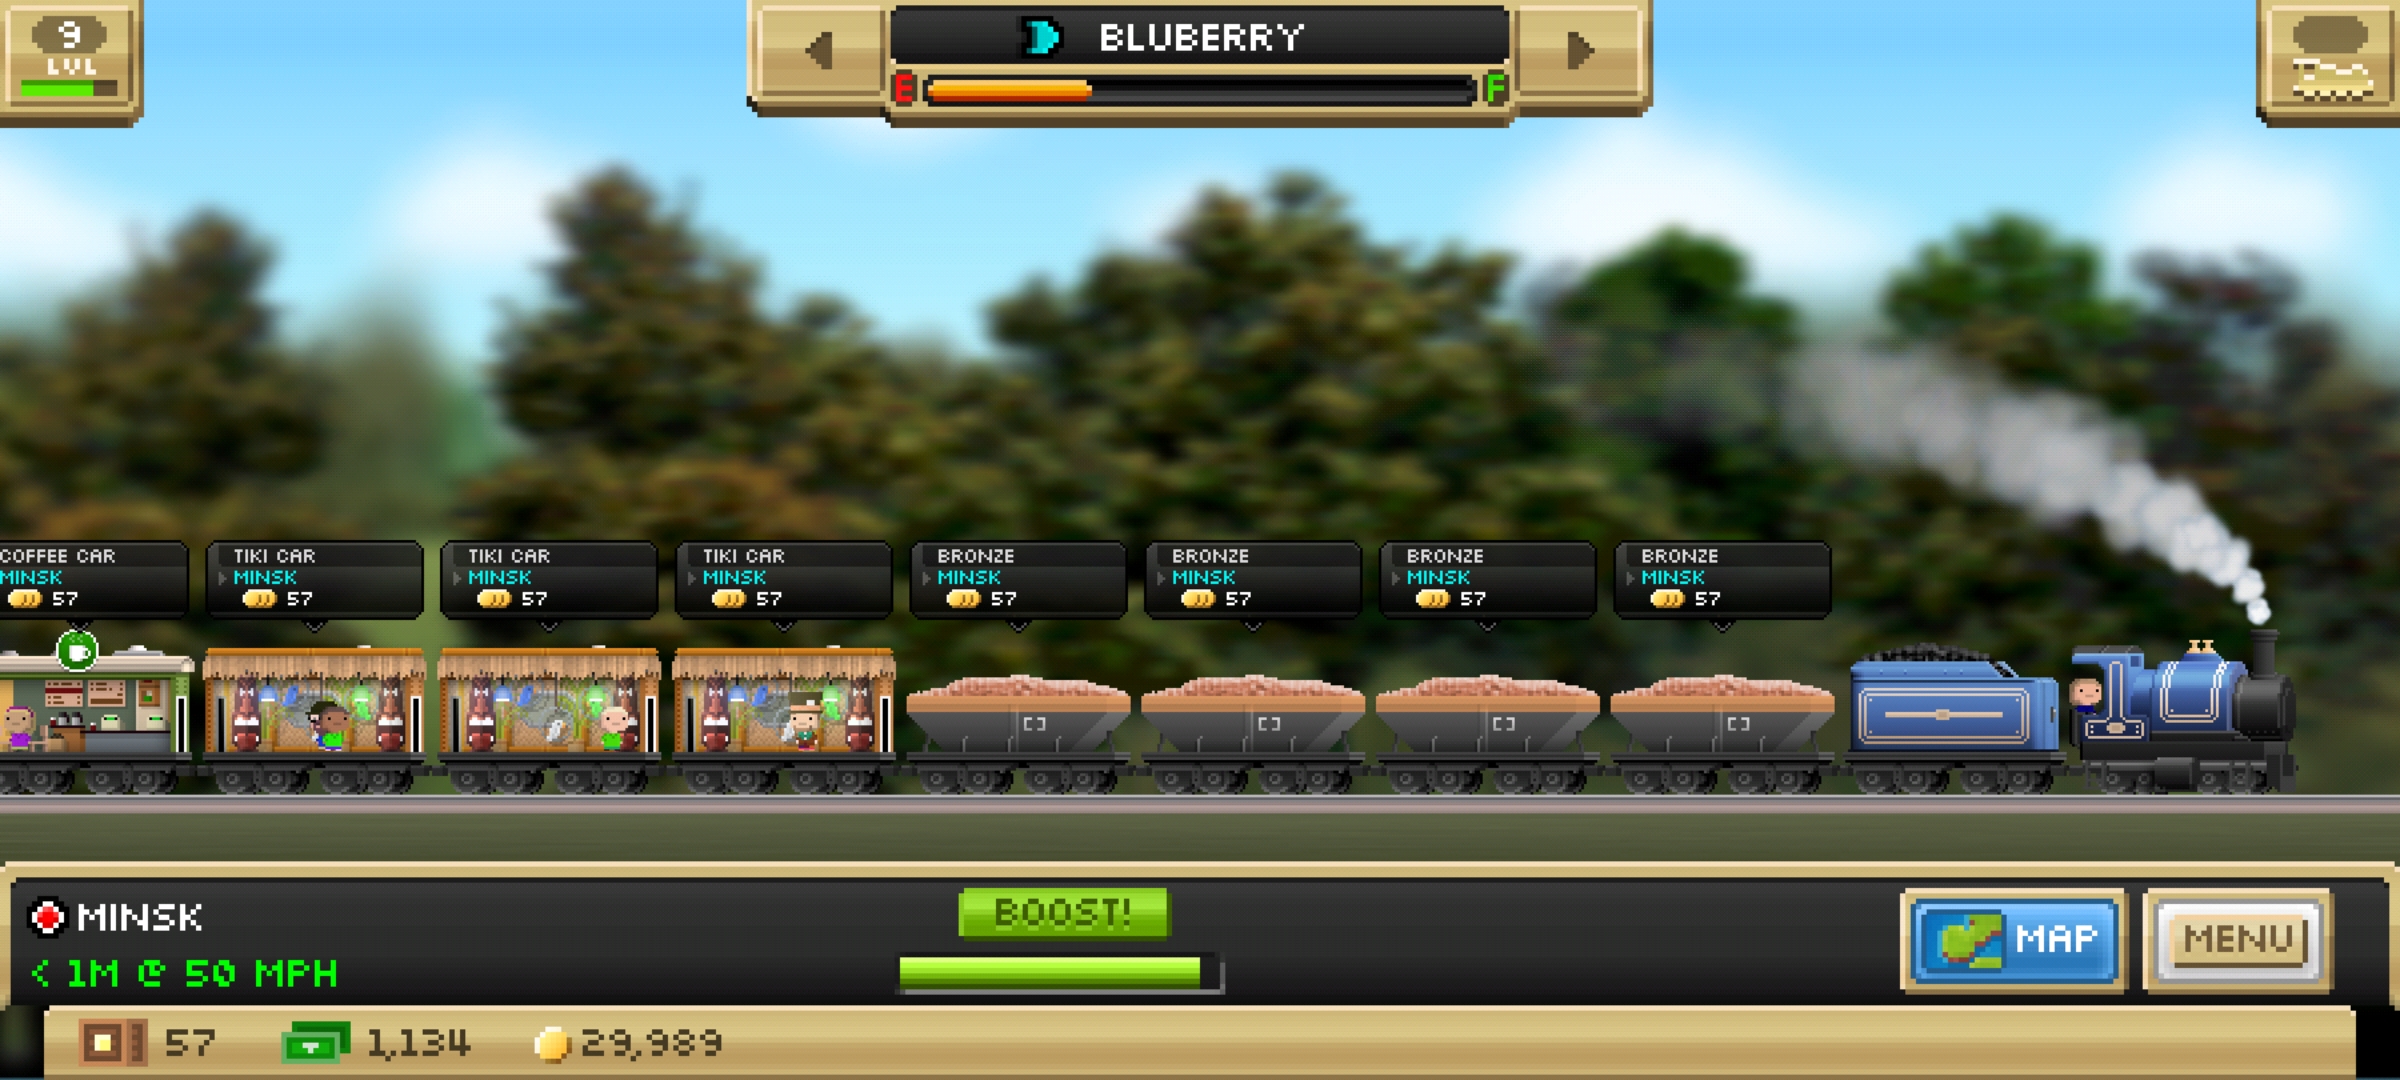 9
LVL
BLUBERRY
E
F
COFFEE CAR
MINSK
57
TIKI CAR
MINSK
57
TIKI CAR
MINSK
57
TIKI CAR
MINSK
57
BRONZE
MINSK
57
BRONZE
MINSK
57
BRONZE
MINSK
57
BRONZE
MINSK
57
MINSK
< 1M @ 50 MPH
BOOST!
MAP
MENU
57
1,134
29,989